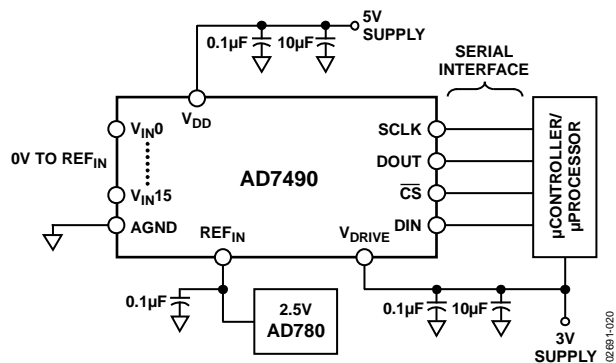 5V
SUPPLY
0.1µF
10µF
SERIAL
INTERFACE
VDD
VIN0
0V TO REFIN
VIN15
AGND
AD7490
SCLK
DOUT
CS
DIN
µCONTROLLER/
µPROCESSOR
REFIN
VDRIVE
0.1µF
2.5V
AD780
0.1µF
10µF
3V
SUPPLY
02691-020